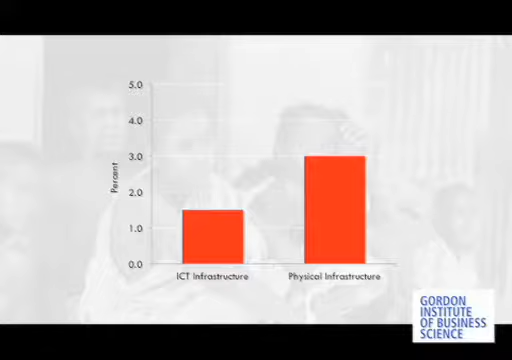 5.0
4.0
3.0
2.0
1.0
0.0
Percent
ICT Infrastructure
Physical Infrastructure
GORDON
INSTITUTE
OF BUSINESS
SCIENCE